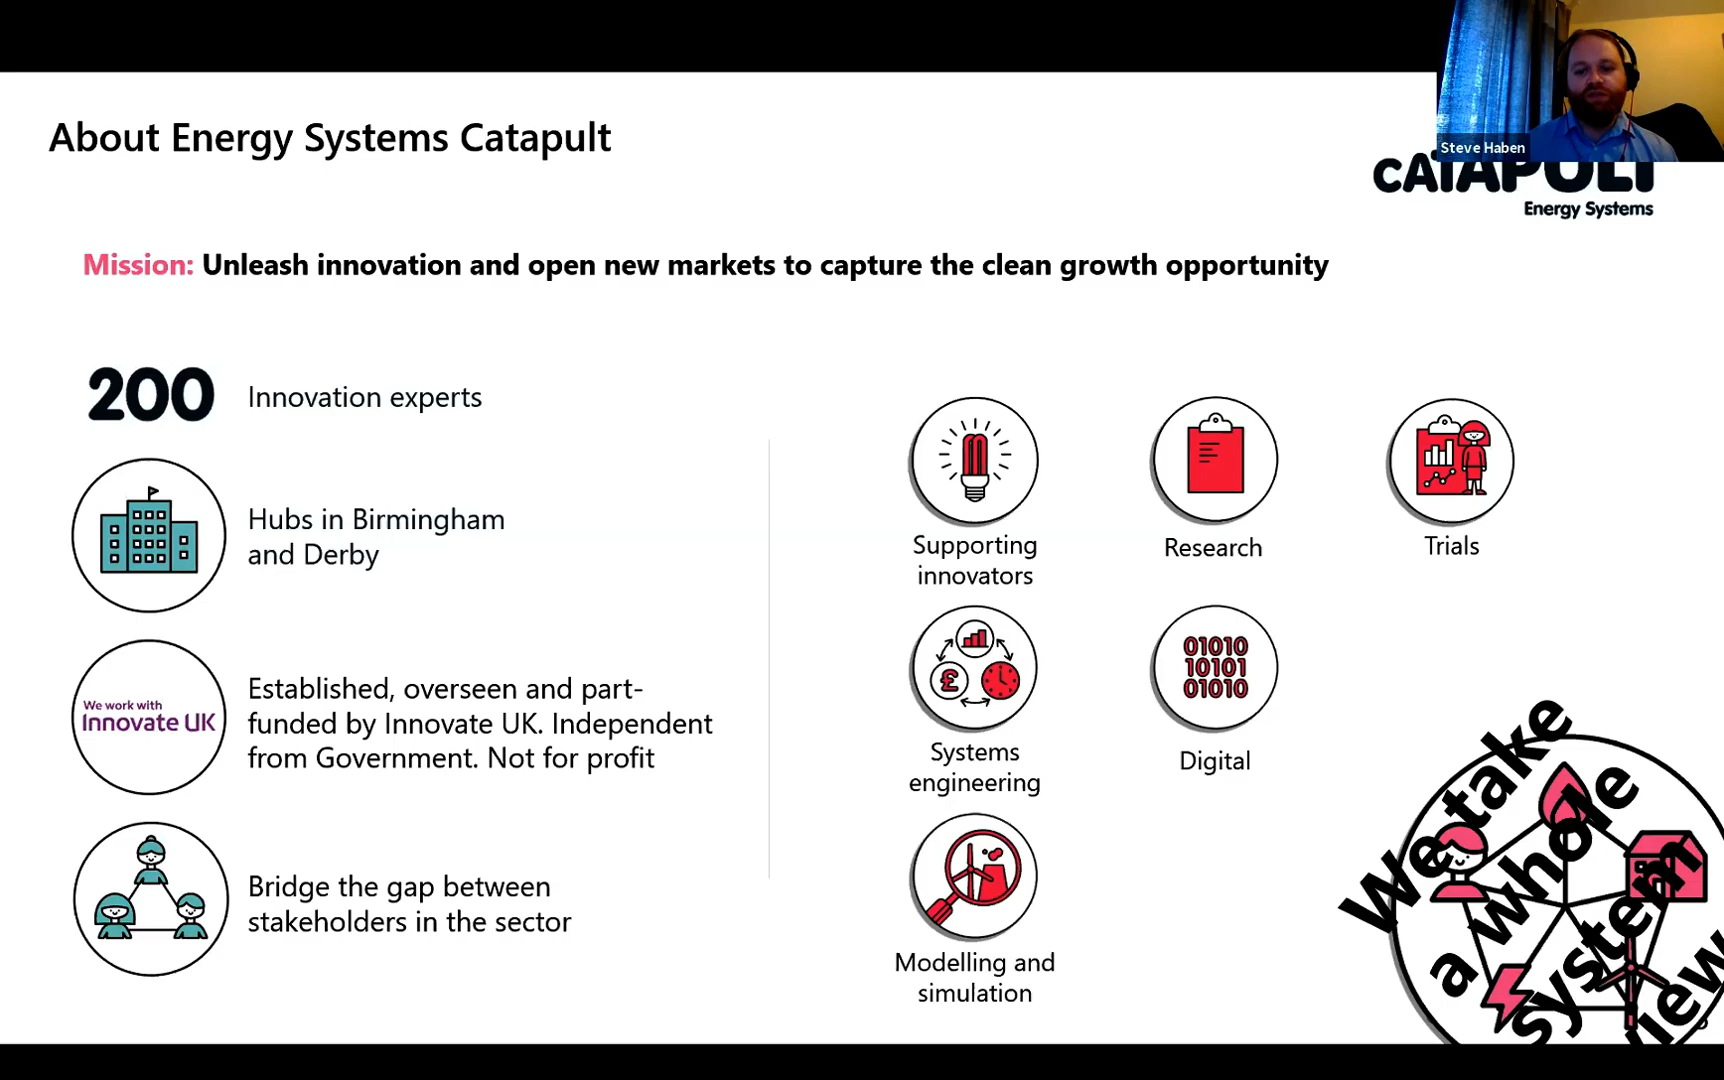 Steve Haben
About Energy Systems Catapult
CATAPULT
Energy Systems
Mission: Unleash innovation and open new markets to capture the clean growth opportunity
200
Innovation experts
Hubs in Birmingham
and Derby
We work with
Innovate UK
Established, overseen and part-
funded by Innovate UK. Independent
from Government. Not for profit
Bridge the gap between
stakeholders in the sector
Supporting
innovators
Research
Trials
£
Systems
engineering
01010
10101
01010
Digital
Modelling and
simulation
We take
a whole
system
view